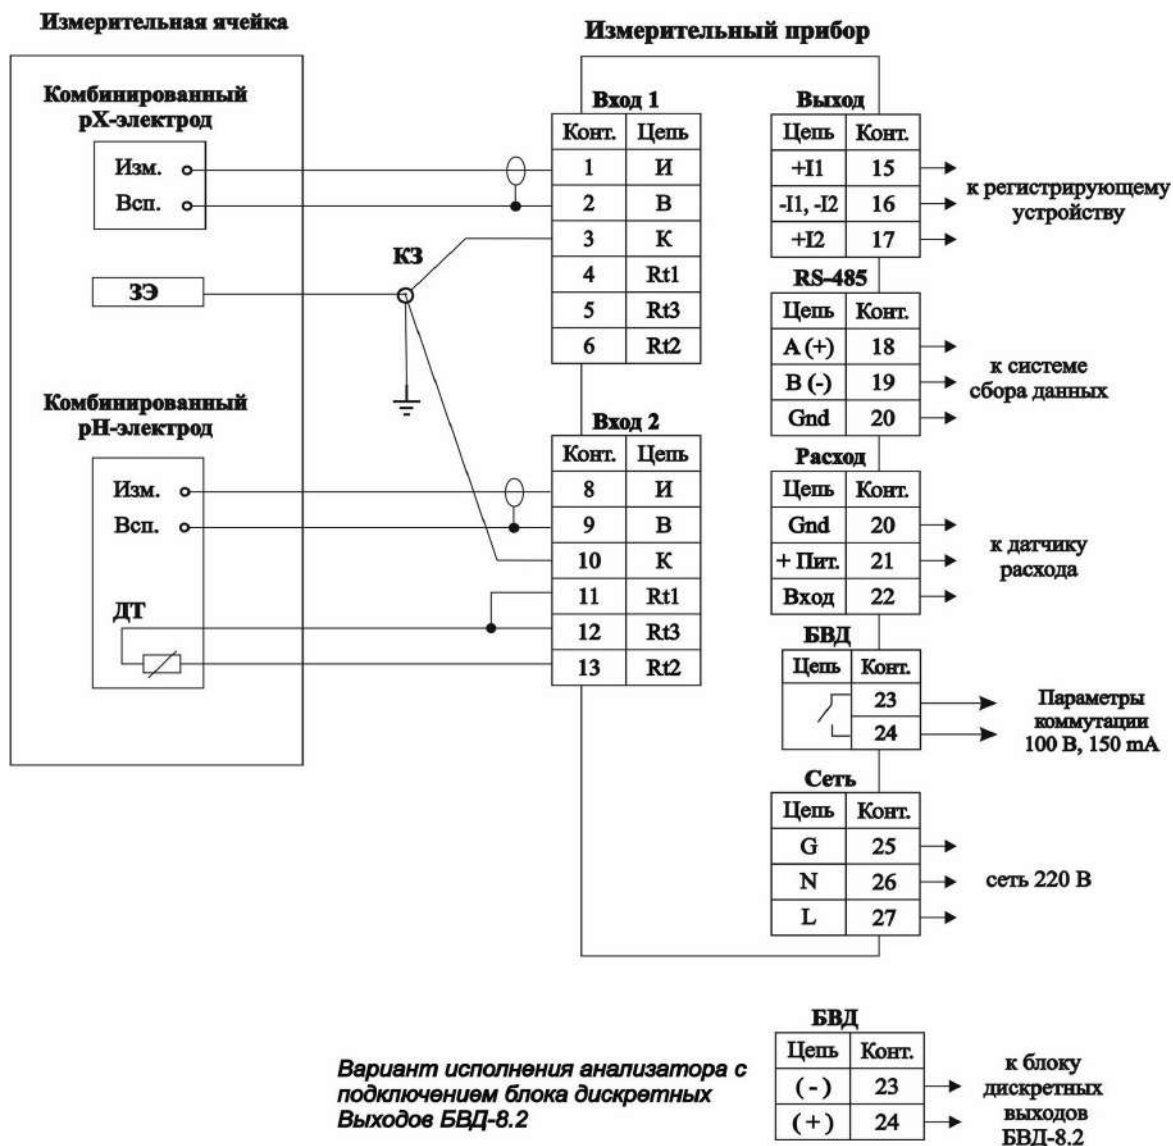 Измерительная ячейка
Комбинированный
рХ-электрод
Изм.
Всп.
ЗЭ
КЗ
Комбинированный
рН-электрод
Изм.
Всп.
ДТ
Измерительный прибор
Вход 1
Конт. Цепь
1 И
2 В
3 К
4 Rt1
5 Rt3
6 Rt2
Вход 2
Конт. Цепь
8 И
9 В
10 К
11 Rt1
12 Rt3
13 Rt2
Выход
Цепь Конт.
+I1 15
-I1, -I2 16
+I2 17
к регистрирующему
устройству
RS-485
Цепь Конт.
A (+) 18
B (-) 19
Gnd 20
к системе
сбора данных
Расход
Цепь Конт.
Gnd 20
+ Пит. 21
Вход 22
к датчику
расхода
БВД
Цепь Конт.
23
24
Параметры
коммутации
100 В, 150 mA
Сеть
Цепь Конт.
G 25
N 26
L 27
сеть 220 В
Вариант исполнения анализатора с
подключением блока дискретных
Выходов БВД-8.2
БВД
Цепь Конт.
( - ) 23
( + ) 24
к блоку
дискретных
выходов
БВД-8.2